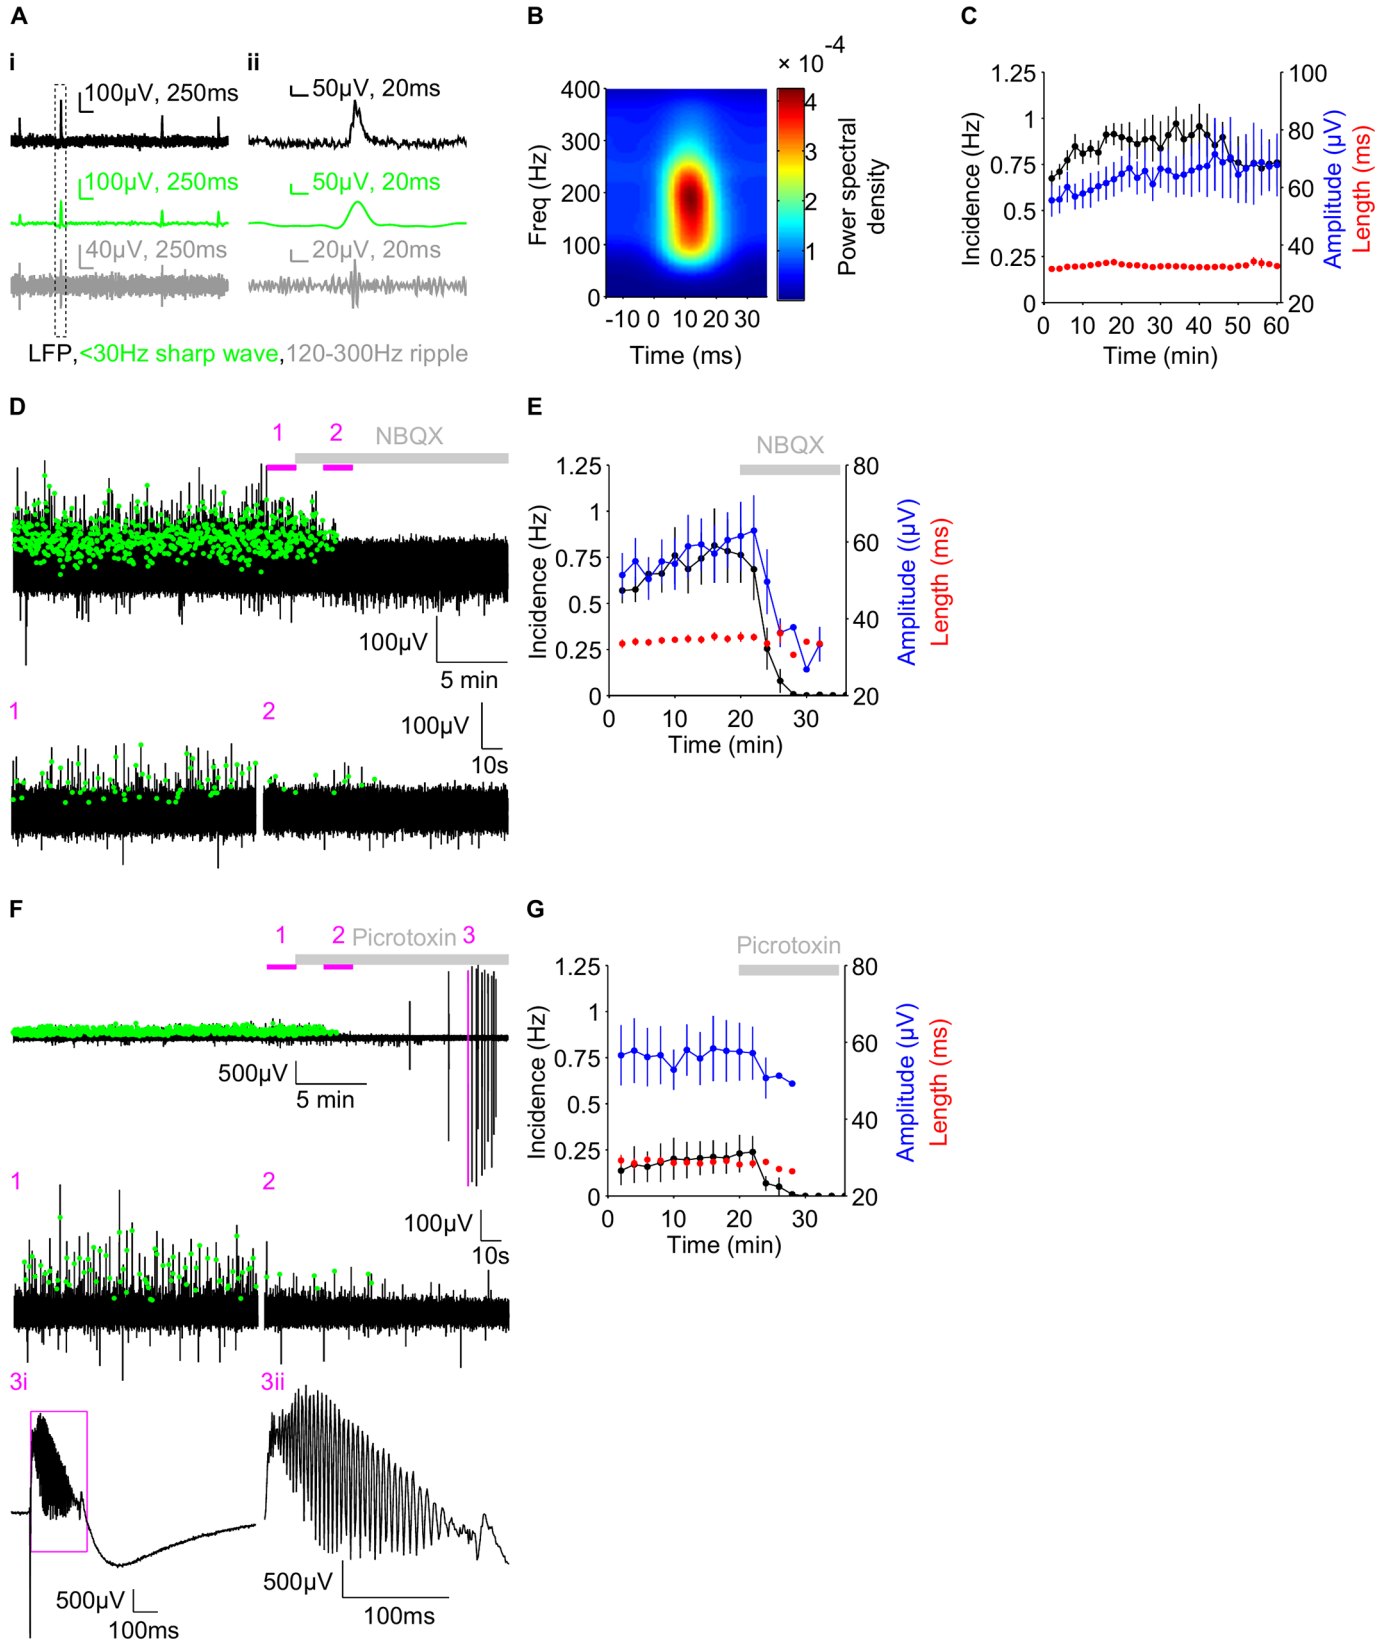 A
i
ii
100µV, 250ms
50µV, 20ms
100µV, 250ms
50µV, 20ms
40µV, 250ms
20µV, 20ms
LFP,<30Hz sharp wave,120-300Hz ripple
B
× 10 -4
400
300
200
100
0
Freq (Hz)
-10 0 10 20 30
Time (ms)
4
3
2
1
Power spectral
density
C
1.25
1
0.75
0.5
0.25
0
Incidence (Hz)
100
80
60
40
20
Amplitude (µV)
Length (ms)
0 10 20 30 40 50 60
Time (min)
D
1 2 NBQX
100µV
5 min
1 2
100µV
10s
E
NBQX
1.25
1
0.75
0.5
0.25
0
Incidence (Hz)
80
60
40
20
Amplitude ((µV)
Length (ms)
0 10 20 30
Time (min)
F
1 2 Picrotoxin 3
500µV
5 min
1 2
100µV
10s
3i 3ii
500µV
100ms
500µV
100ms
G
Picrotoxin
1.25
1
0.75
0.5
0.25
0
Incidence (Hz)
80
60
40
20
Amplitude (µV)
Length (ms)
0 10 20 30
Time (min)